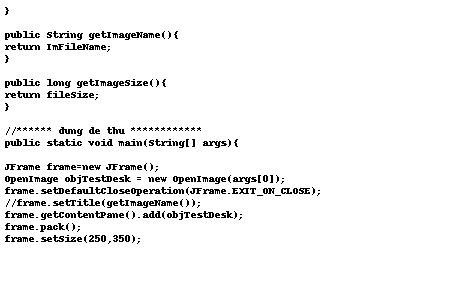 }
public String getImageName(){
return ImFileName;
}
public long getImageSize(){
return fileSize;
}
//****** dung de thu ************
public static void main(String[] args){
JFrame frame=new JFrame();
OpenImage objTestDesk = new OpenImage(args[0]);
frame.setDefaultCloseOperation(JFrame.EXIT_ON_CLOSE);
//frame.setTitle(getImageName());
frame.getContentPane().add(objTestDesk);
frame.pack();
frame.setSize(250,350);